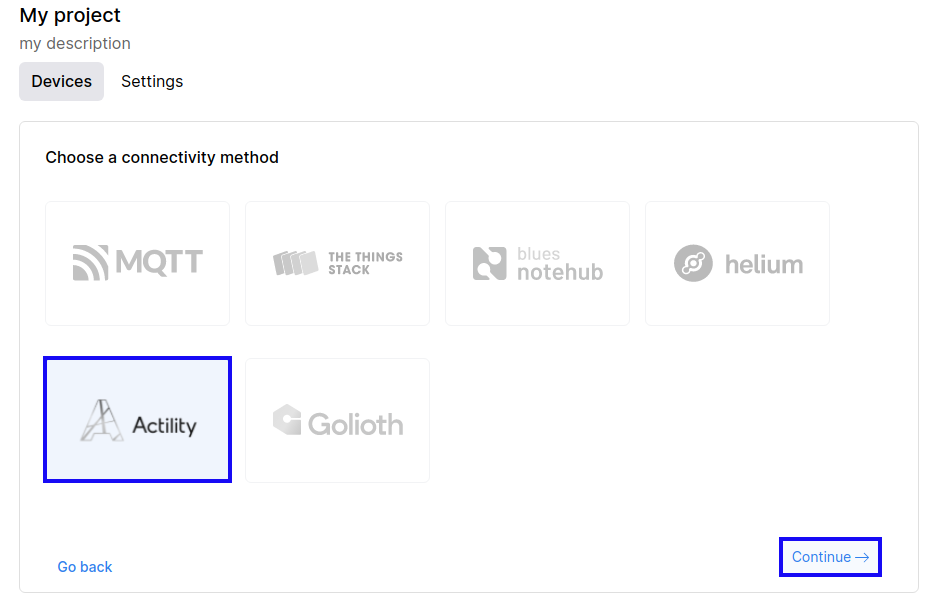 My project
my description
Devices Settings
Choose a connectivity method
MQTT
THE THINGS
STACK
blues
notehub
helium
Actility
Golioth
Go back
Continue →